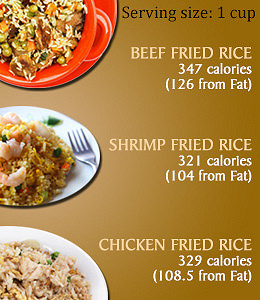 Serving size: 1 cup
BEEF FRIED RICE
347 calories
(126 from Fat)
SHRIMP FRIED RICE
321 calories
(104 from Fat)
CHICKEN FRIED RICE
329 calories
(108.5 from Fat)